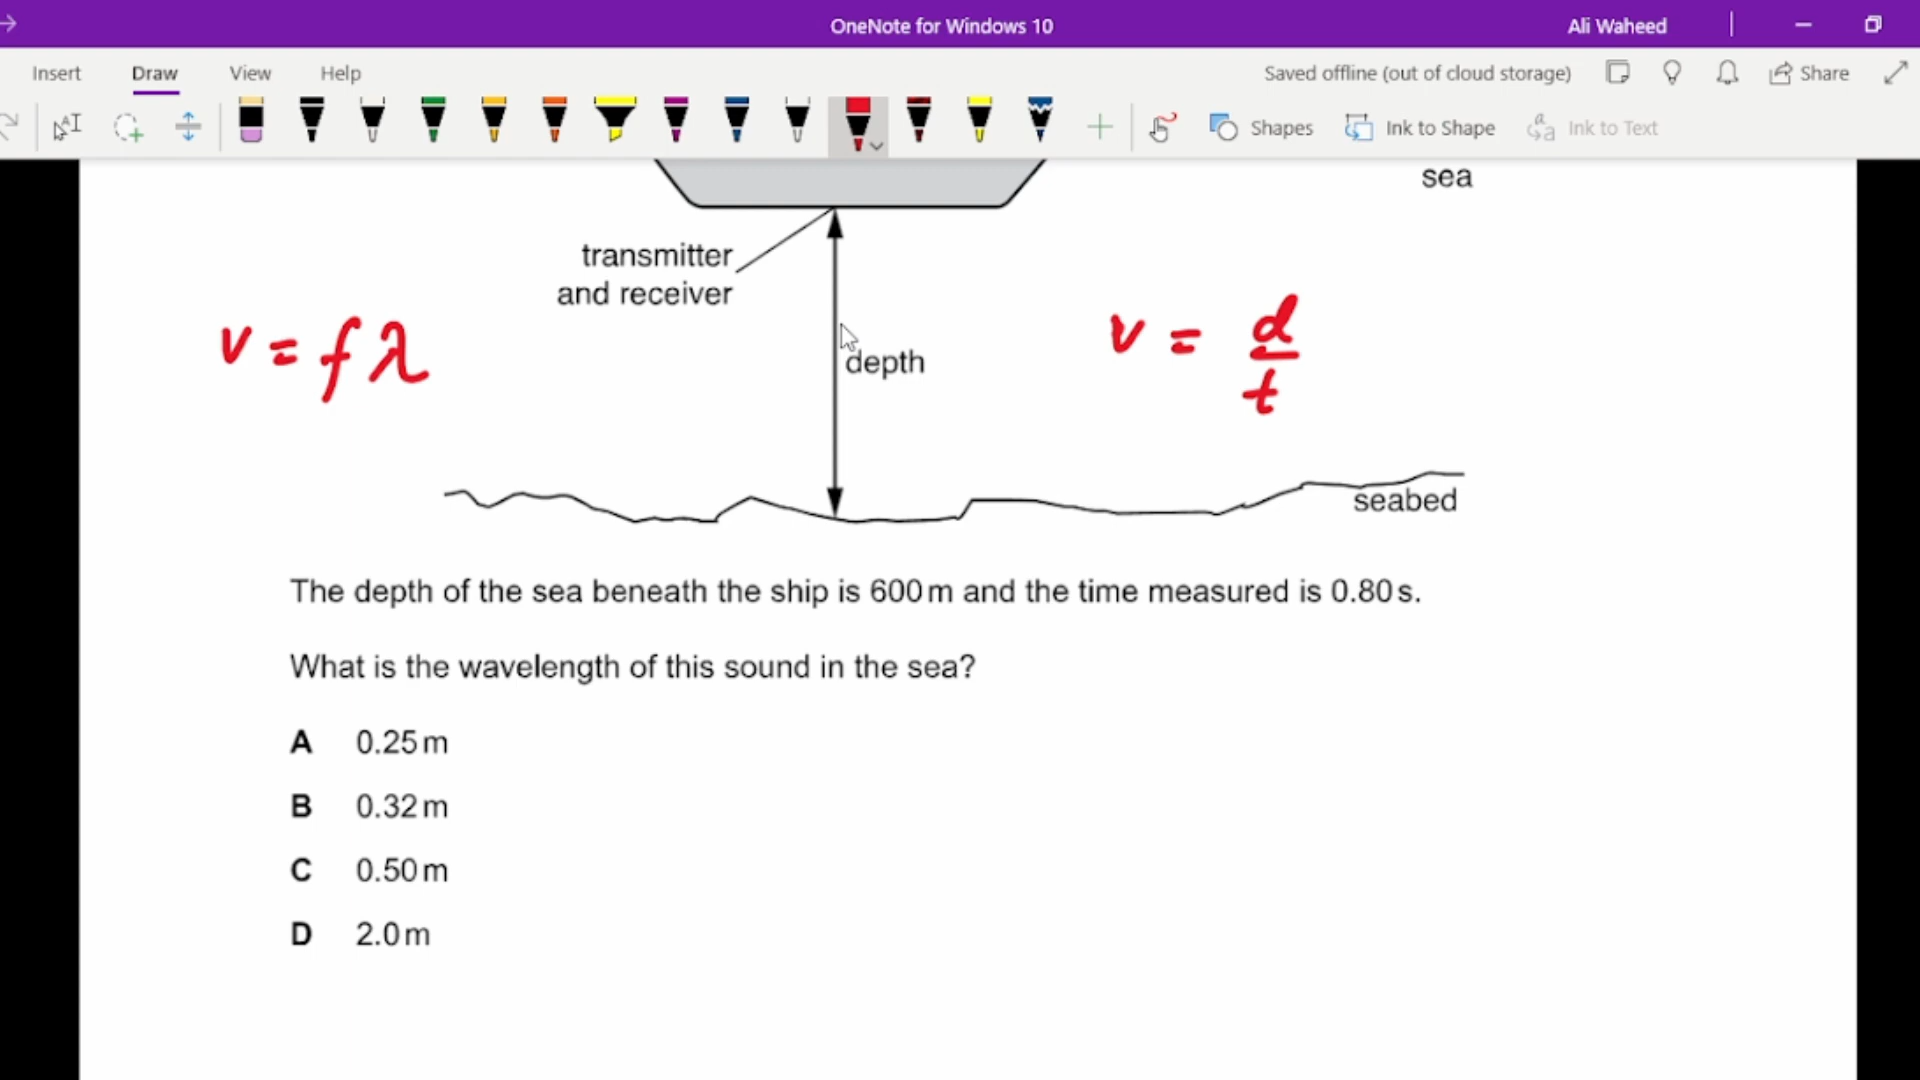 OneNote for Windows 10
Ali Waheed
Insert Draw View Help
Saved offline (out of cloud storage)
Share
Shapes
Ink to Shape
Ink to Text
sea
transmitter
and receiver
v = fλ
v = d/t
depth
seabed
The depth of the sea beneath the ship is 600 m and the time measured is 0.80 s.
What is the wavelength of this sound in the sea?
A 0.25 m
B 0.32 m
C 0.50 m
D 2.0 m